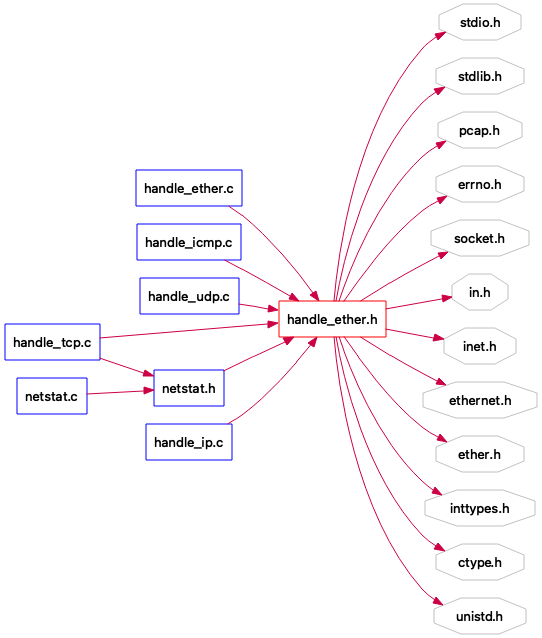 stdio.h
stdlib.h
pcap.h
errno.h
handle_ether.c
socket.h
handle_icmp.c
in.h
handle_udp.c
handle_ether.h
handle_tcp.c
inet.h
netstat.h
netstat.c
ethernet.h
handle_ip.c
ether.h
inttypes.h
ctype.h
unistd.h